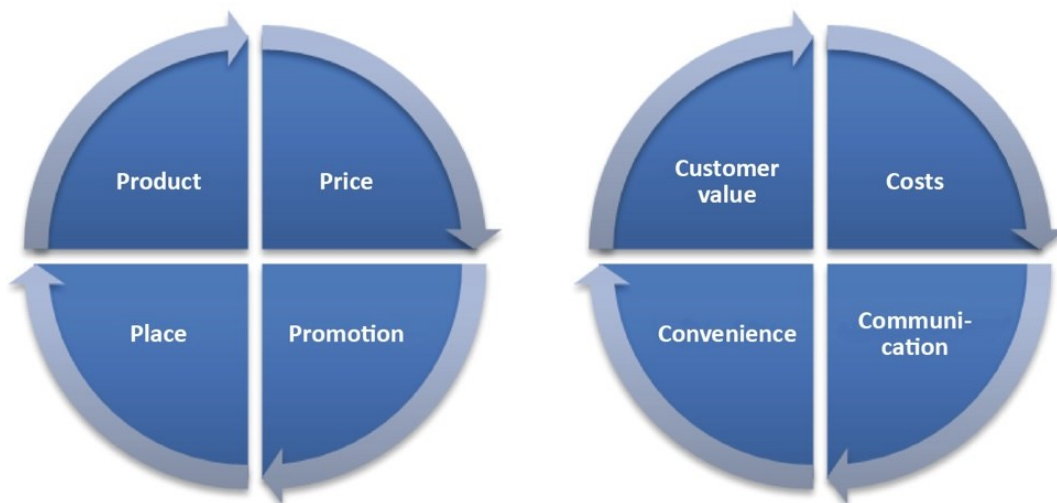 Product
Price
Place
Promotion
Customer
value
Costs
Convenience
Communi-
cation